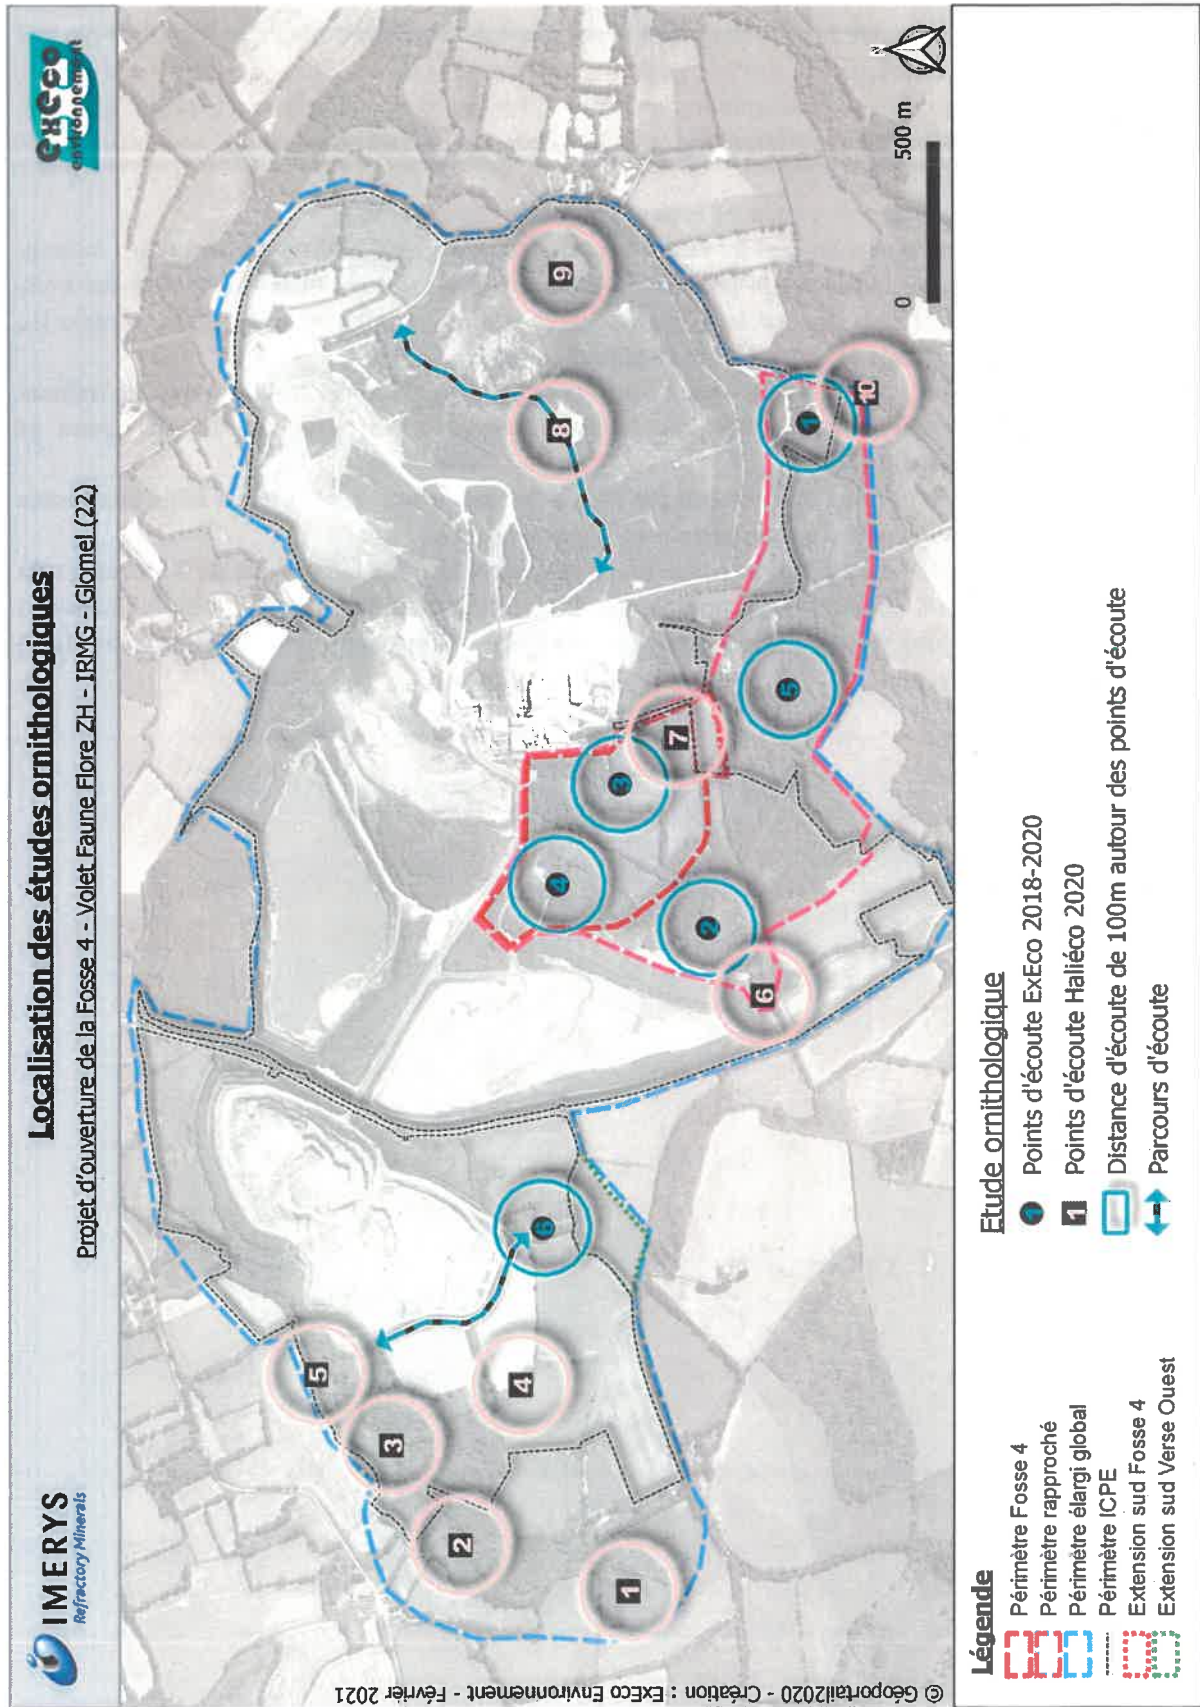 IMERYS
Refractory Minerals
Localisation des études ornithologiques
Projet d'ouverture de la Fosse 4 - Volet Faune Flore ZH - IRMG - Glomel (22)
execo
environnement
5
3
2
4
1
6
4
3
7
2
6
5
8
9
1
10
N
0
500 m
© Géoportail2020 - Création : ExEco Environnement - Février 2021
Légende
Périmètre Fosse 4
Périmètre rapproché
Périmètre élargi global
Périmètre ICPE
Extension sud Fosse 4
Extension sud Verse Ouest
Etude ornithologique
1 Points d'écoute ExEco 2018-2020
1 Points d'écoute Haliéco 2020
Distance d'écoute de 100m autour des points d'écoute
Parcours d'écoute